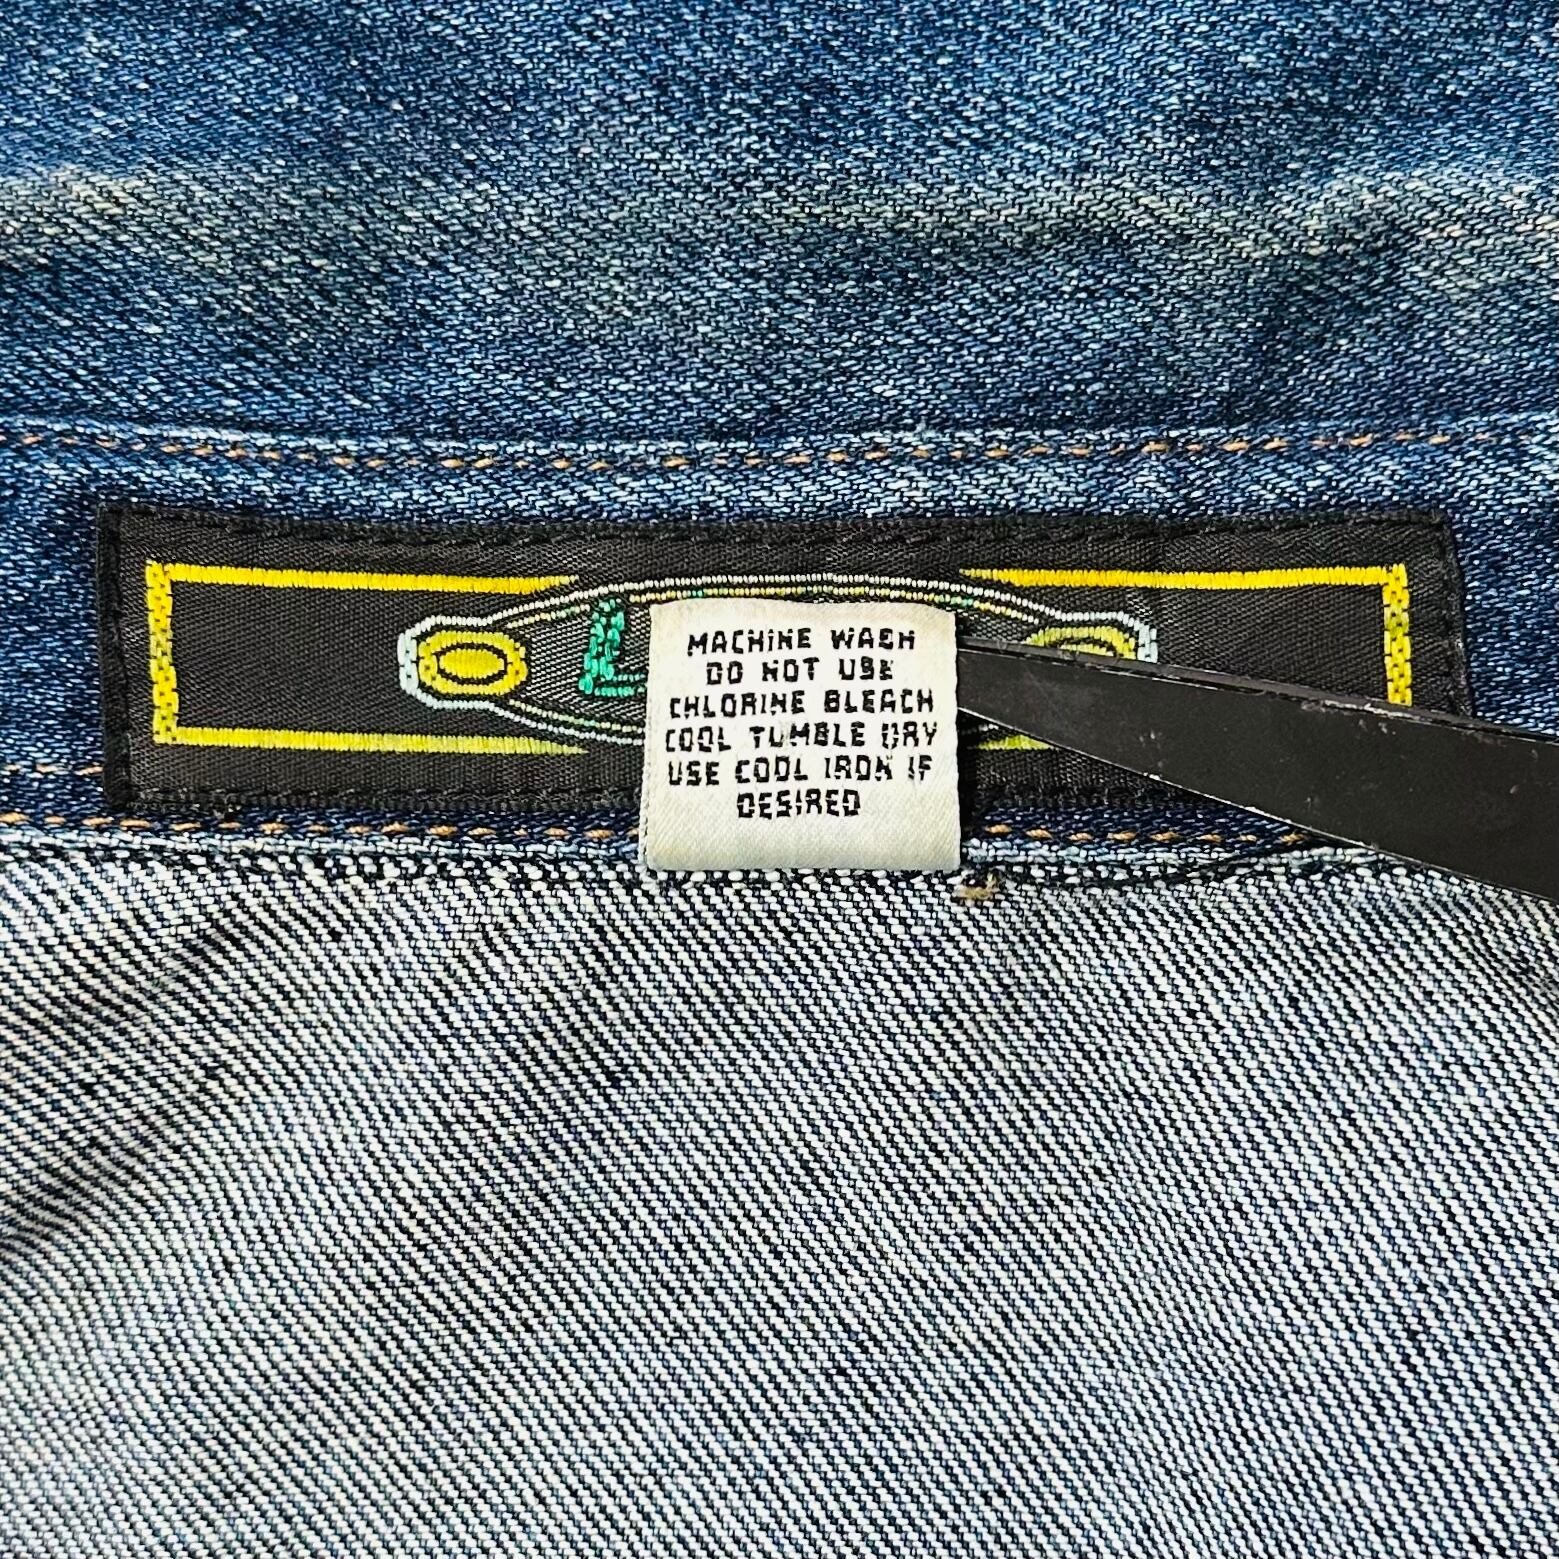 L
MACHINE WASH
DO NOT USE
CHLORINE BLEACH
COOL TUMBLE DRY
USE COOL IRON IF
DESIRED